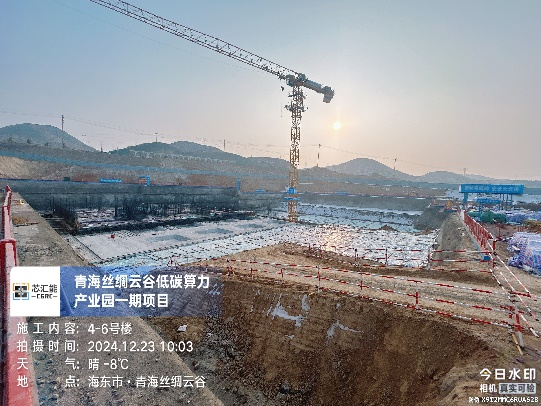 芯汇能
—CGRC—
青海丝绸云谷低碳算力
产业园一期项目
施工内容: 4-6号楼
拍摄时间: 2024.12.23 10:03
天气: 晴 -8℃
地点: 海东市·青海丝绸云谷
今日水印
相机 真实可验